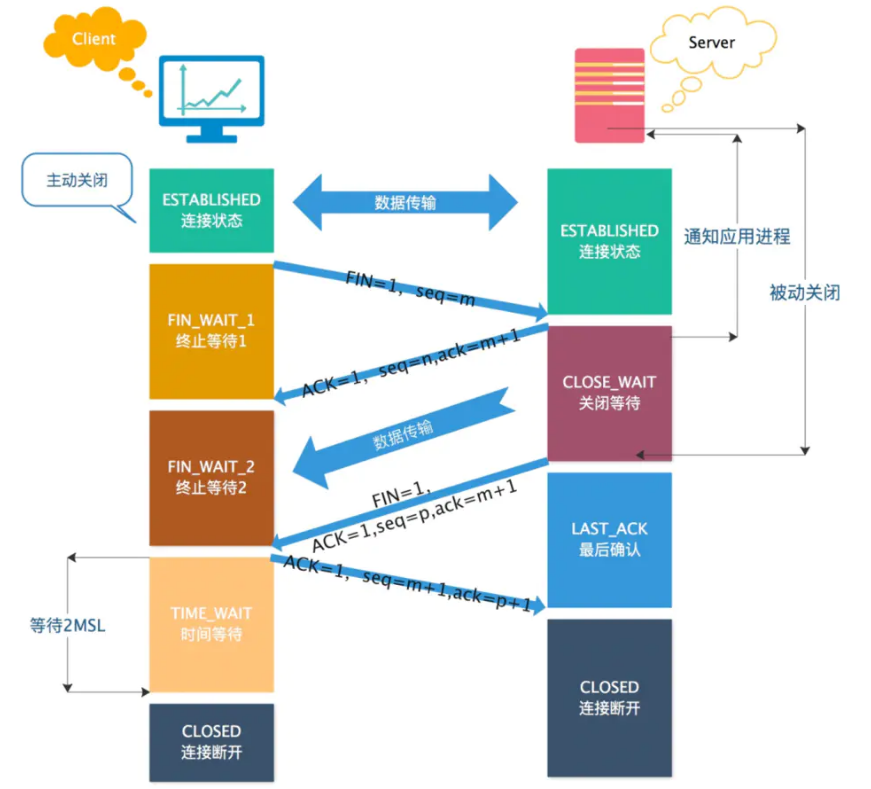 Client
Server
主动关闭
ESTABLISHED
连接状态
数据传输
ESTABLISHED
连接状态
通知应用进程
被动关闭
FIN=1, seq=m
FIN_WAIT_1
终止等待1
ACK=1, seq=n,ack=m+1
CLOSE_WAIT
关闭等待
数据传输
FIN_WAIT_2
终止等待2
FIN=1,
ACK=1,seq=p,ack=m+1
LAST_ACK
最后确认
ACK=1, seq=m+1,ack=p+1
等待2MSL
TIME_WAIT
时间等待
CLOSED
连接断开
CLOSED
连接断开